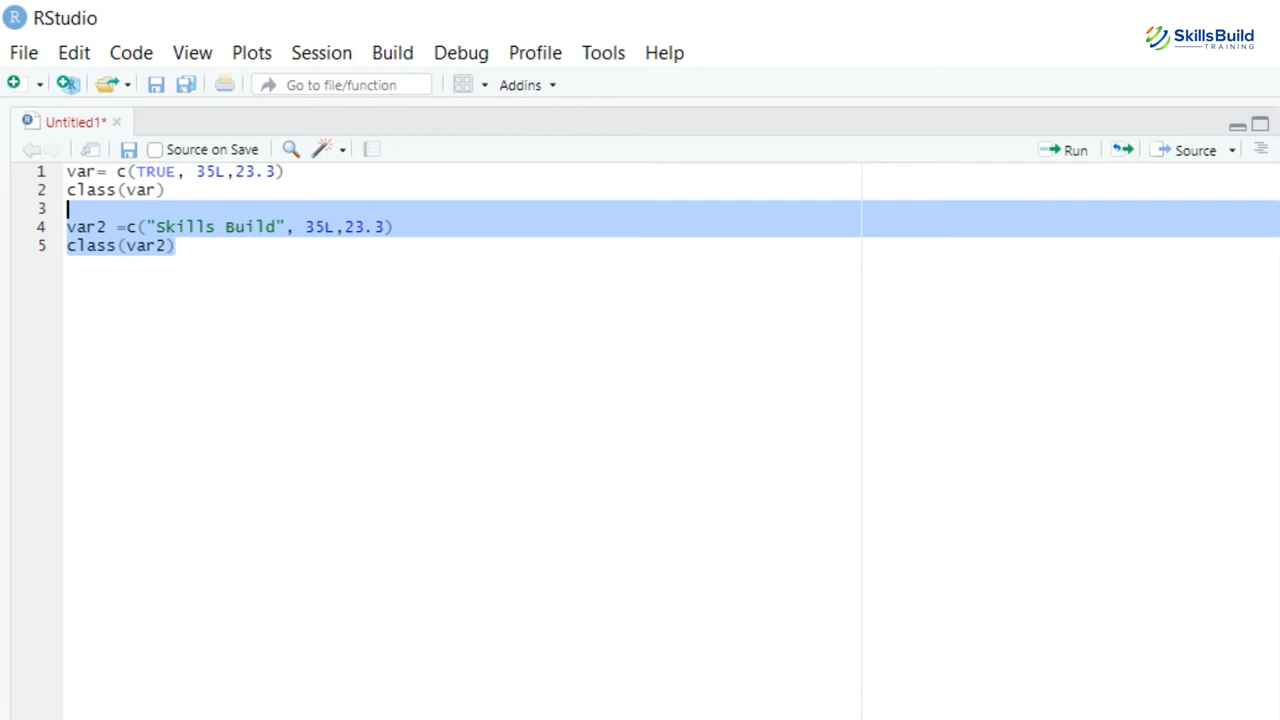 RStudio
SkillsBuild
TRAINING
File Edit Code View Plots Session Build Debug Profile Tools Help
Go to file/function Addins
Untitled1*
Source on Save Run Source
1 var= c(TRUE, 35L,23.3)
2 class(var)
3
4 var2 =c("Skills Build", 35L,23.3)
5 class(var2)